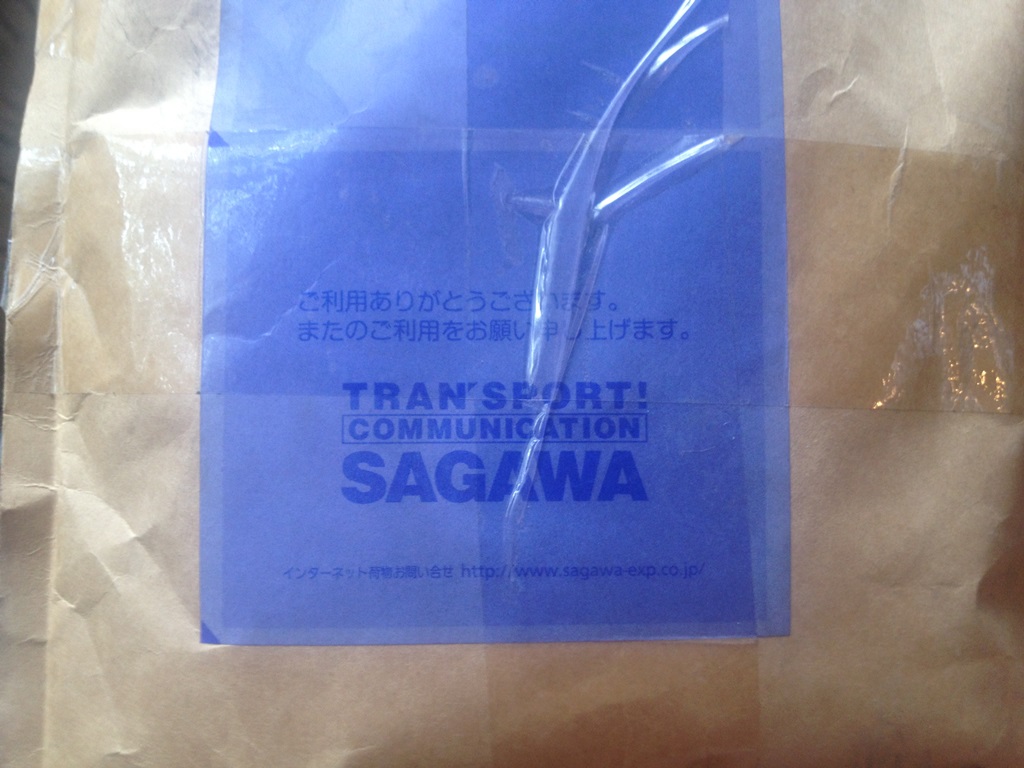 ご利用ありがとうございます。
またのご利用をお願い申し上げます。
TRAN'SPORT!
COMMUNICATION
SAGAWA
インターネット荷物お問い合せ http://www.sagawa-exp.co.jp/